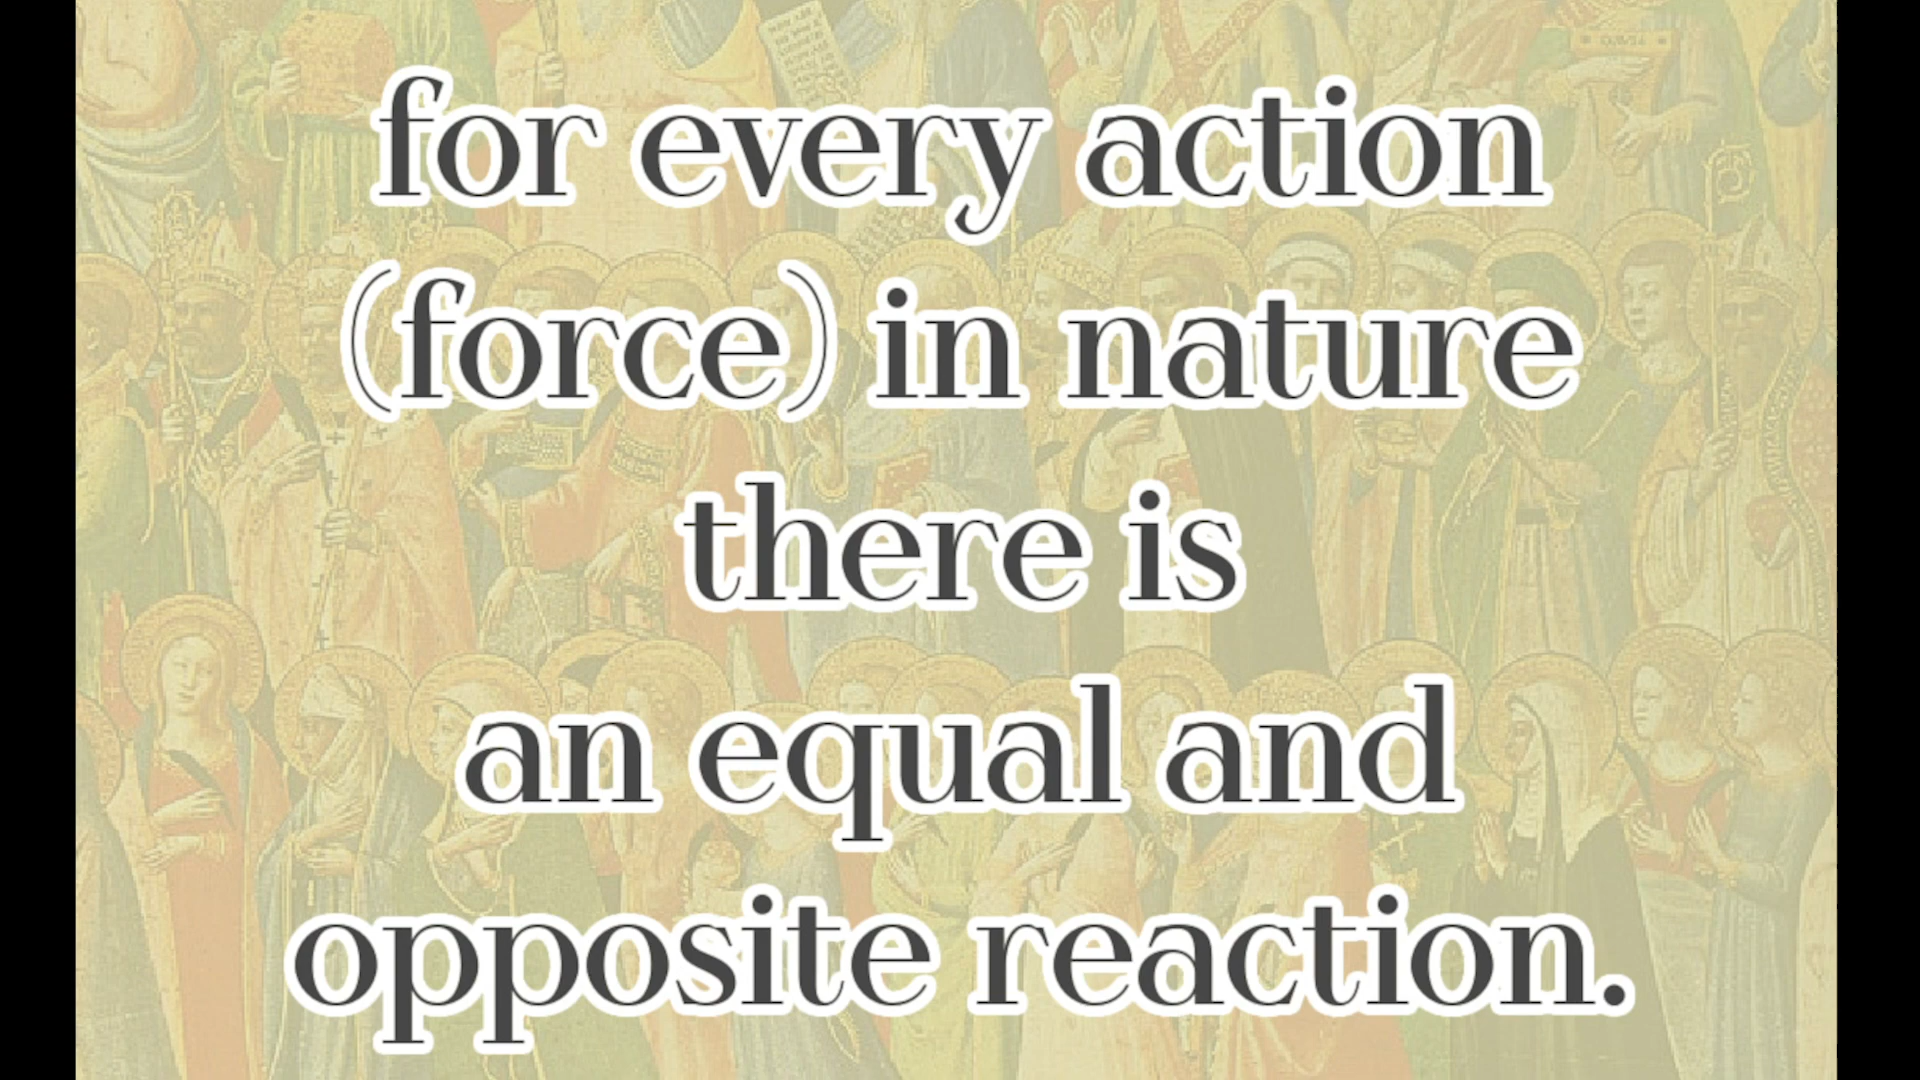 for every action
(force) in nature
there is
an equal and
opposite reaction.